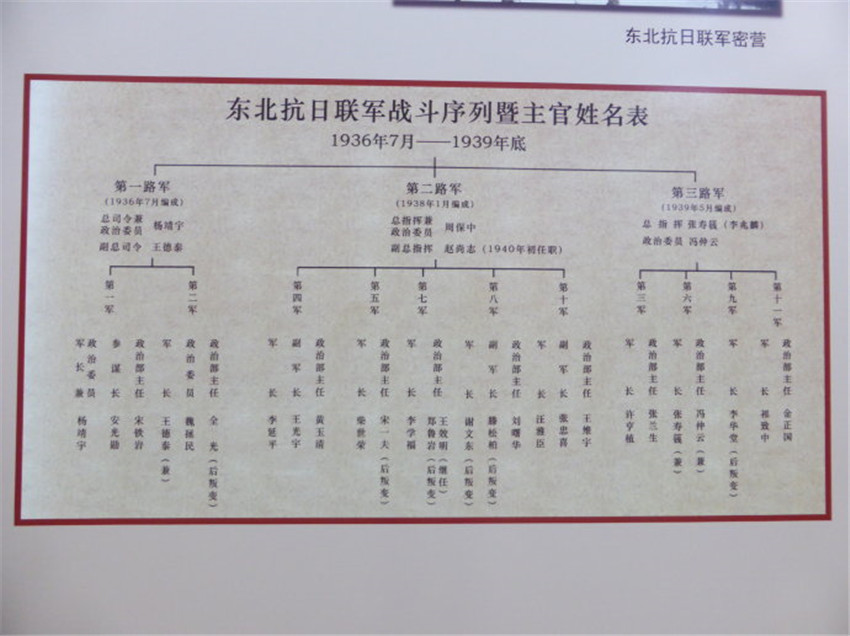 东北抗日联军密营
东北抗日联军战斗序列暨主官姓名表
1936年7月——1939年底
第一路军
(1936年7月编成)
总司令兼
政治委员 杨靖宇
副总司令 王德泰
第二路军
(1938年1月编成)
总指挥兼
政治委员 周保中
副总指挥 赵尚志(1940年初任职)
第三路军
(1939年5月编成)
总指挥 张寿篯(李兆麟)
政治委员 冯仲云
第一军
军长兼政治委员 杨靖宇
参谋长 安光勋
政治部主任 宋铁岩
第二军
军长 王德泰(兼)
政治委员 魏拯民
政治部主任 全光(后叛变)
第四军
军长 李延平
副军长 王光宇
政治部主任 黄玉清
第五军
军长 柴世荣
政治部主任 宋一夫(后叛变)
第七军
军长 李学福
政治部主任 郑鲁岩(后叛变)
王效明(继任)
第八军
军长 谢文东(后叛变)
副军长 滕松柏(后叛变)
政治部主任 刘曙华
第十军
军长 汪雅臣
副军长 张忠喜
政治部主任 王维宇
第三军
军长 许亨植
政治部主任 张兰生
第六军
军长 张寿篯(兼)
政治部主任 冯仲云(兼)
第九军
军长 李华堂(后叛变)
第十一军
军长 祁致中
政治部主任 金正国